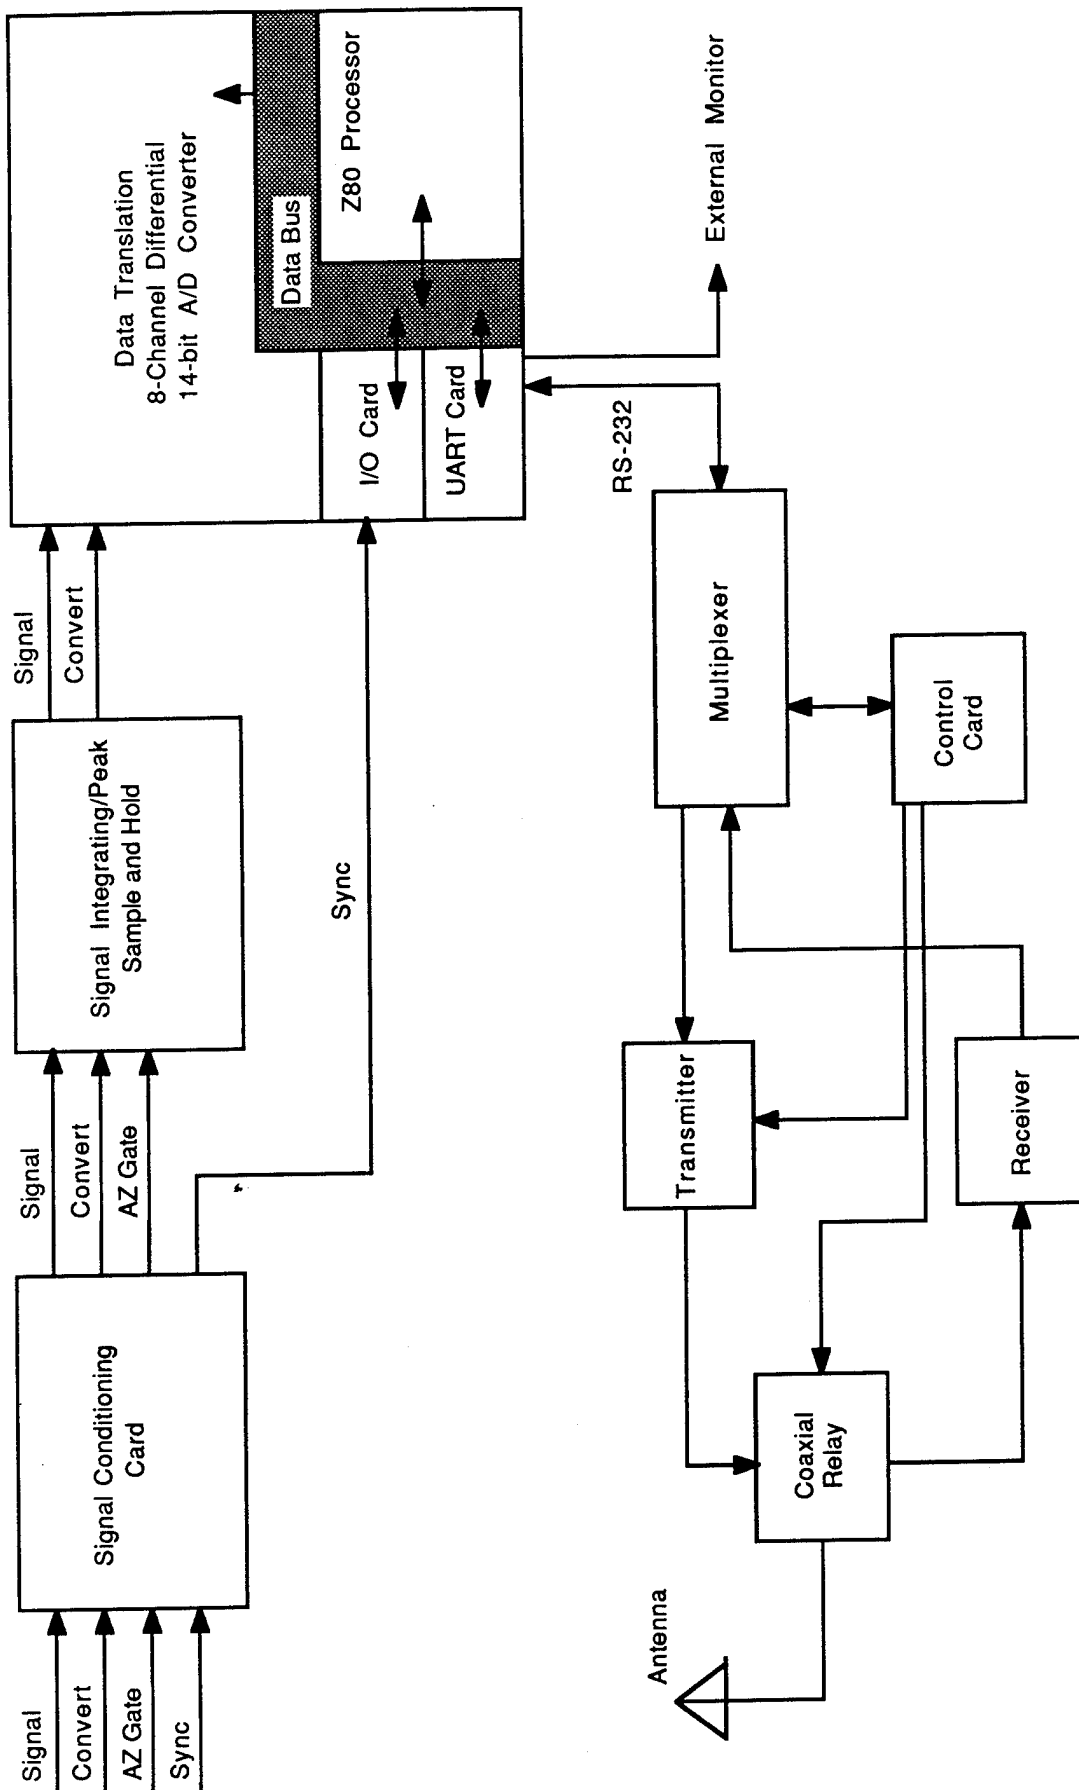 Signal
Convert
AZ Gate
Sync
Signal Conditioning
Card
Signal
Convert
AZ Gate
Signal Integrating/Peak
Sample and Hold
Signal
Convert
Data Translation
8-Channel Differential
14-bit A/D Converter
Data Bus
Z80 Processor
I/O Card
UART Card
Sync
RS-232
External Monitor
Antenna
Coaxial
Relay
Transmitter
Receiver
Multiplexer
Control
Card